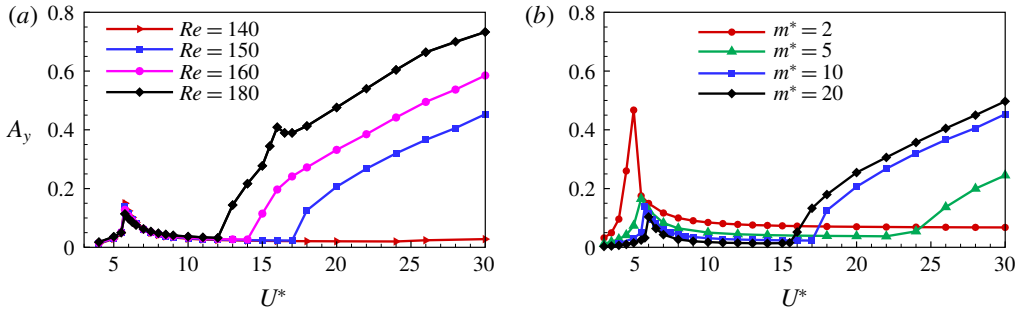 (a)
0.8
0.6
0.4
0.2
0
A_y
Re = 140
Re = 150
Re = 160
Re = 180
5 10 15 20 25 30
U*
(b)
m* = 2
m* = 5
m* = 10
m* = 20
0.8
0.6
0.4
0.2
0
5 10 15 20 25 30
U*